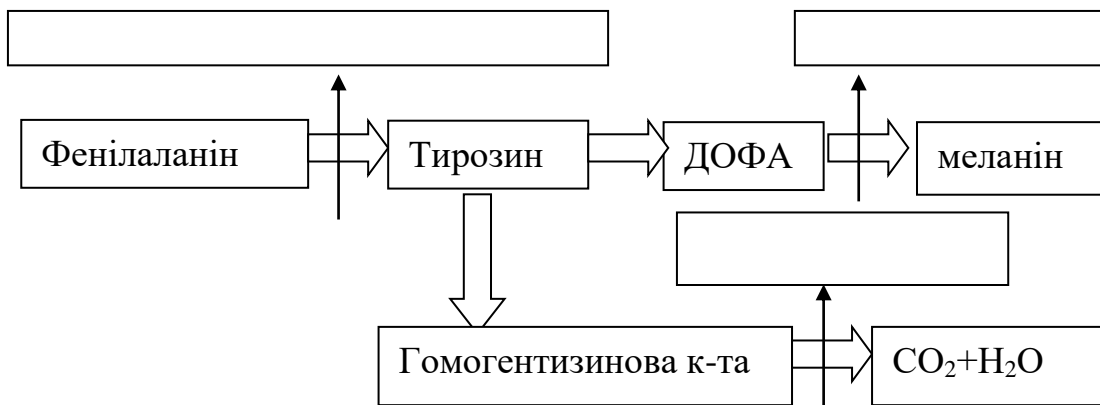 Фенілаланін
Тирозин
ДОФА
меланін
Гомогентизинова к-та
CO₂+H₂O